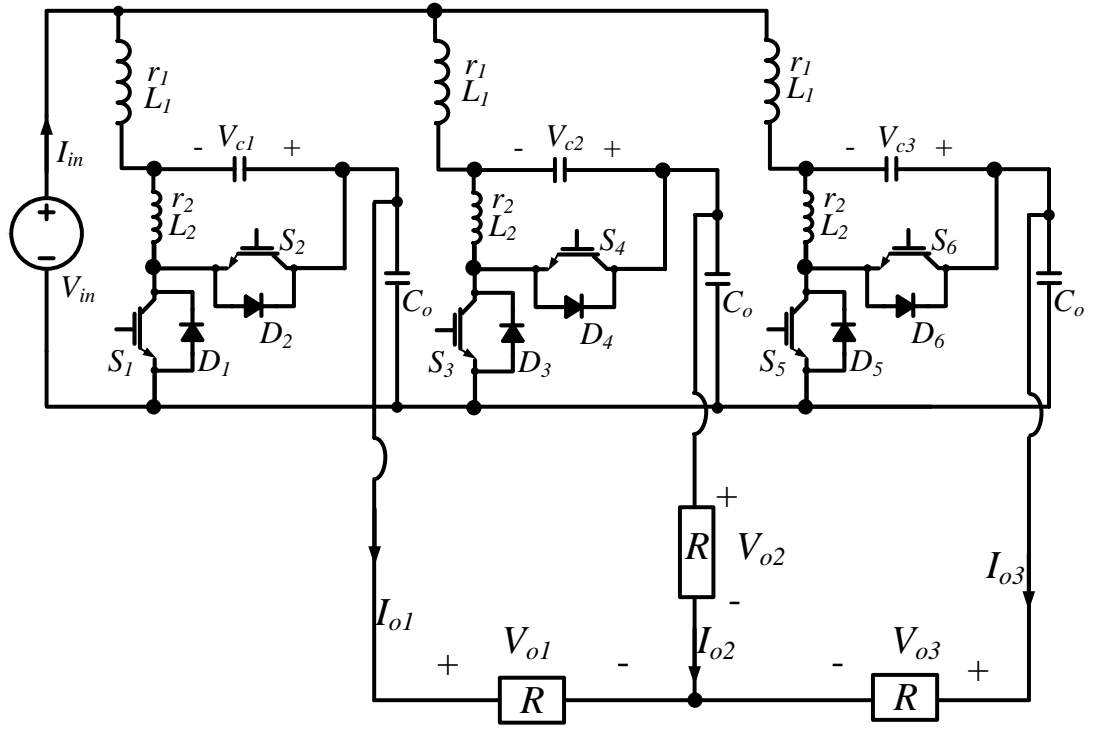 r1 L1
r1 L1
r1 L1
- Vc1 +
- Vc2 +
- Vc3 +
Iin
r2 L2
r2 L2
r2 L2
S2
S4
S6
+
-
Vin
Co
Co
Co
D2
D4
D6
S1
D1
S3
D3
S5
D5
+
R
Vo2
-
Io3
Io1
Io2
+ Vo1 -
- Vo3 +
R
R